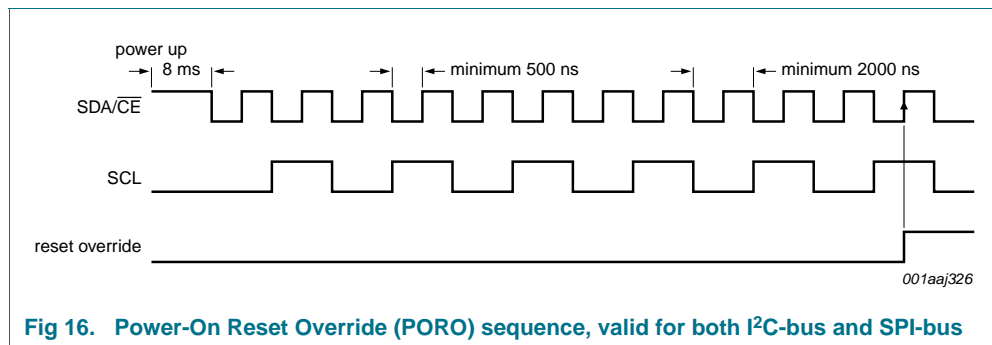 power up
8 ms
minimum 500 ns
minimum 2000 ns
SDA/CE
SCL
reset override
001aaj326
Fig 16. Power-On Reset Override (PORO) sequence, valid for both I²C-bus and SPI-bus